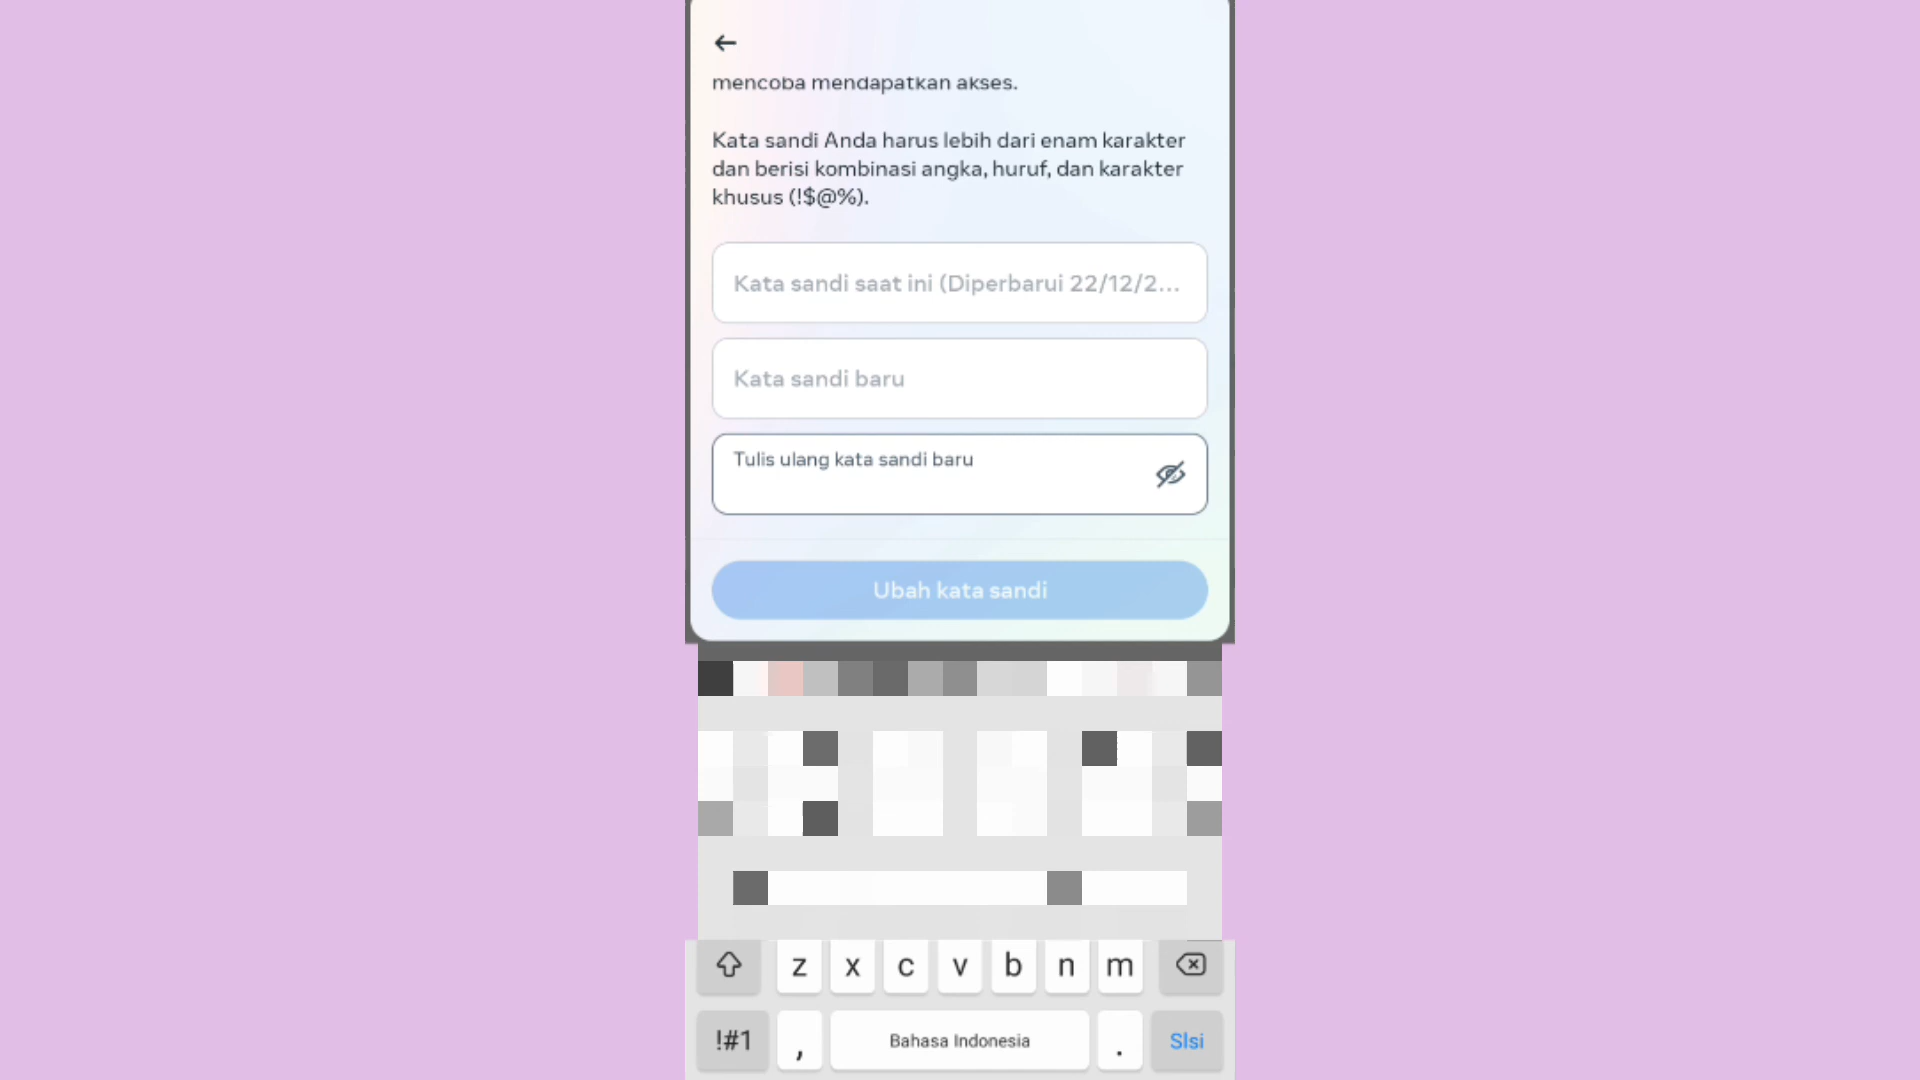 mencoba mendapatkan akses.
Kata sandi Anda harus lebih dari enam karakter
dan berisi kombinasi angka, huruf, dan karakter
khusus (!$@%).
Kata sandi saat ini (Diperbarui 22/12/2...
Kata sandi baru
Tulis ulang kata sandi baru
Ubah kata sandi
z x c v b n m
!#1 , Bahasa Indonesia . Slsi